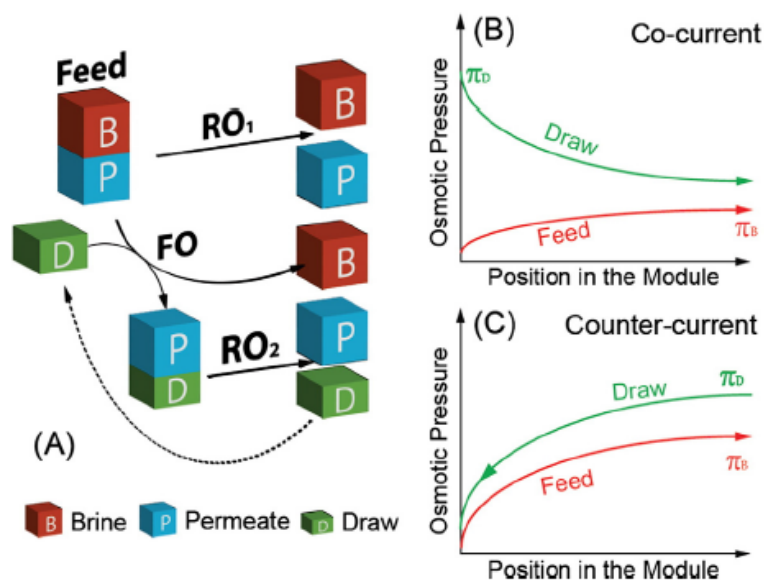 Feed
B
P
RO₁
B
P
D
FO
B
P
D
RO₂
P
D
(A)
B Brine
P Permeate
D Draw
(B)
Co-current
πD
Draw
Feed
πB
Osmotic Pressure
Position in the Module
(C)
Counter-current
πD
Draw
Feed
πB
Osmotic Pressure
Position in the Module